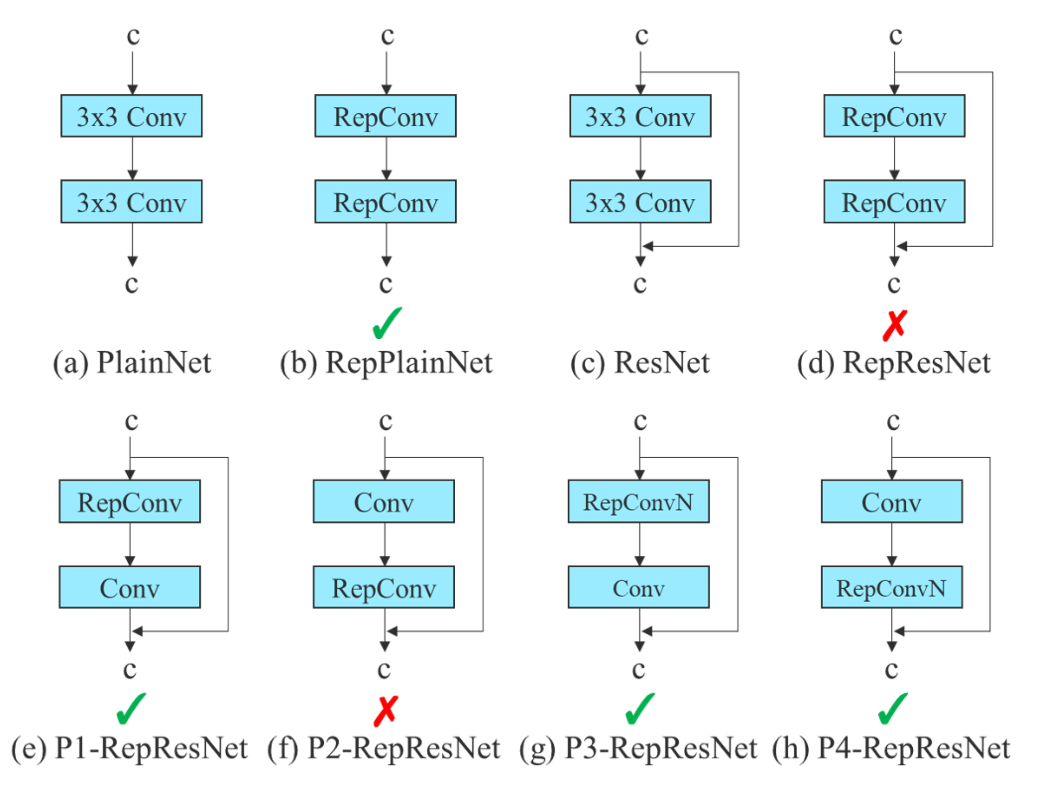 c c c c
3x3 Conv RepConv 3x3 Conv RepConv
3x3 Conv RepConv 3x3 Conv RepConv
c c c c
(a) PlainNet (b) RepPlainNet (c) ResNet (d) RepResNet
c c c c
RepConv Conv RepConvN Conv
Conv RepConv Conv RepConvN
c c c c
(e) P1-RepResNet (f) P2-RepResNet (g) P3-RepResNet (h) P4-RepResNet